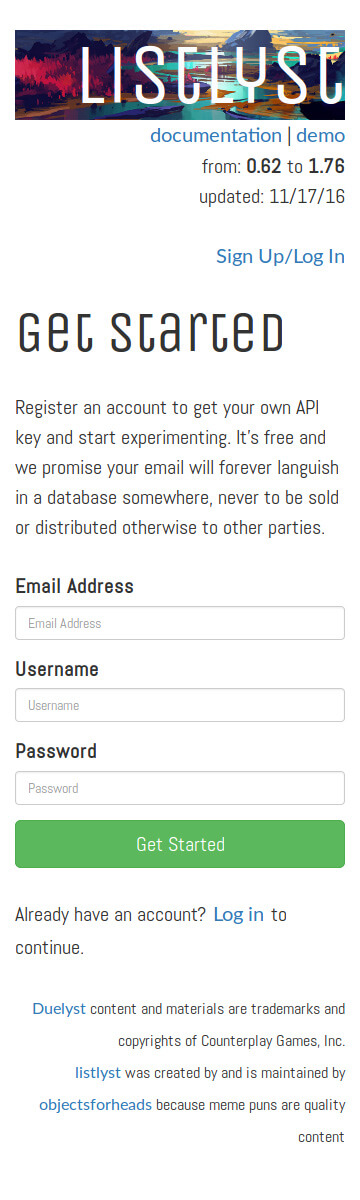 LISTLYST
documentation | demo
from: 0.62 to 1.76
updated: 11/17/16
Sign Up/Log In
Get Started
Register an account to get your own API
key and start experimenting. It's free and
we promise your email will forever languish
in a database somewhere, never to be sold
or distributed otherwise to other parties.
Email Address
Email Address
Username
Username
Password
Password
Get Started
Already have an account? Log in to
continue.
Duelyst content and materials are trademarks and
copyrights of Counterplay Games, Inc.
listlyst was created by and is maintained by
objectsforheads because meme puns are quality
content